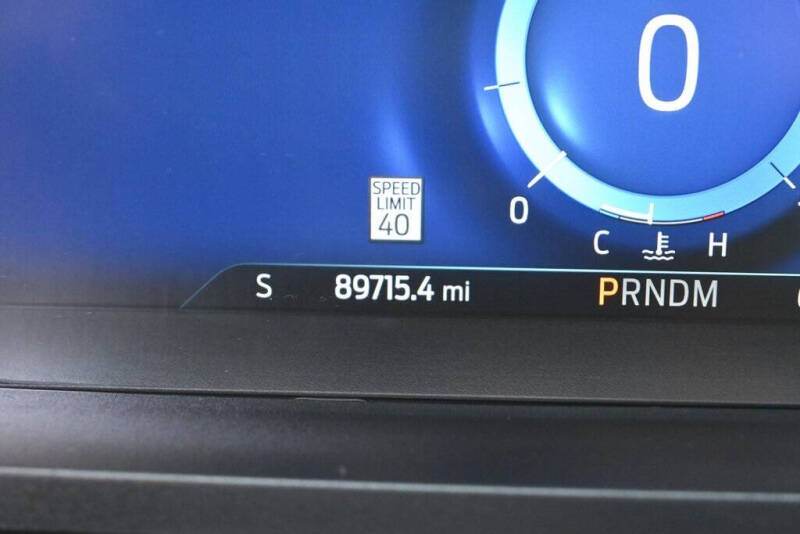 0
0
SPEED
LIMIT
40
C H
S 89715.4 mi PRNDM